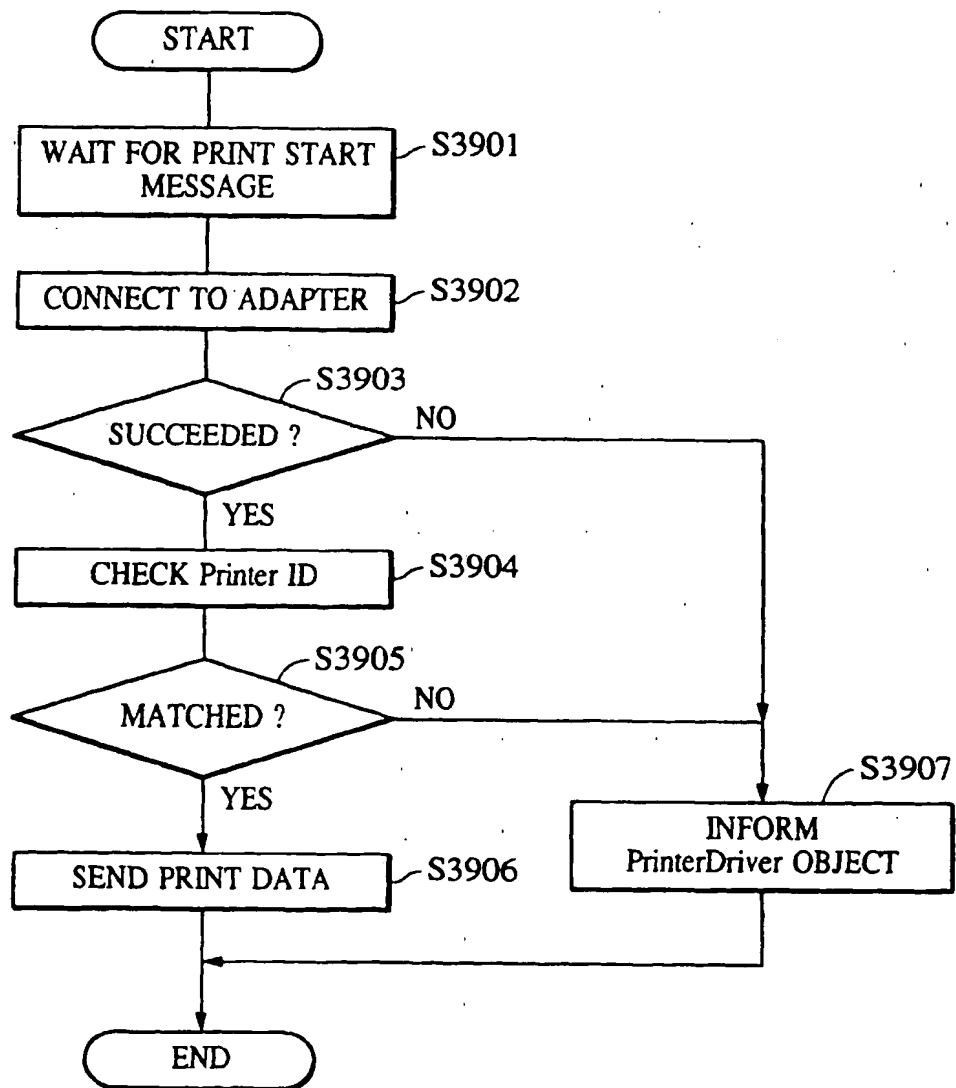 START
WAIT FOR PRINT START
MESSAGE
S3901
CONNECT TO ADAPTER
S3902
S3903
SUCCEEDED ?
NO
YES
CHECK Printer ID
S3904
S3905
MATCHED ?
NO
YES
S3907
INFORM
PrinterDriver OBJECT
SEND PRINT DATA
S3906
END